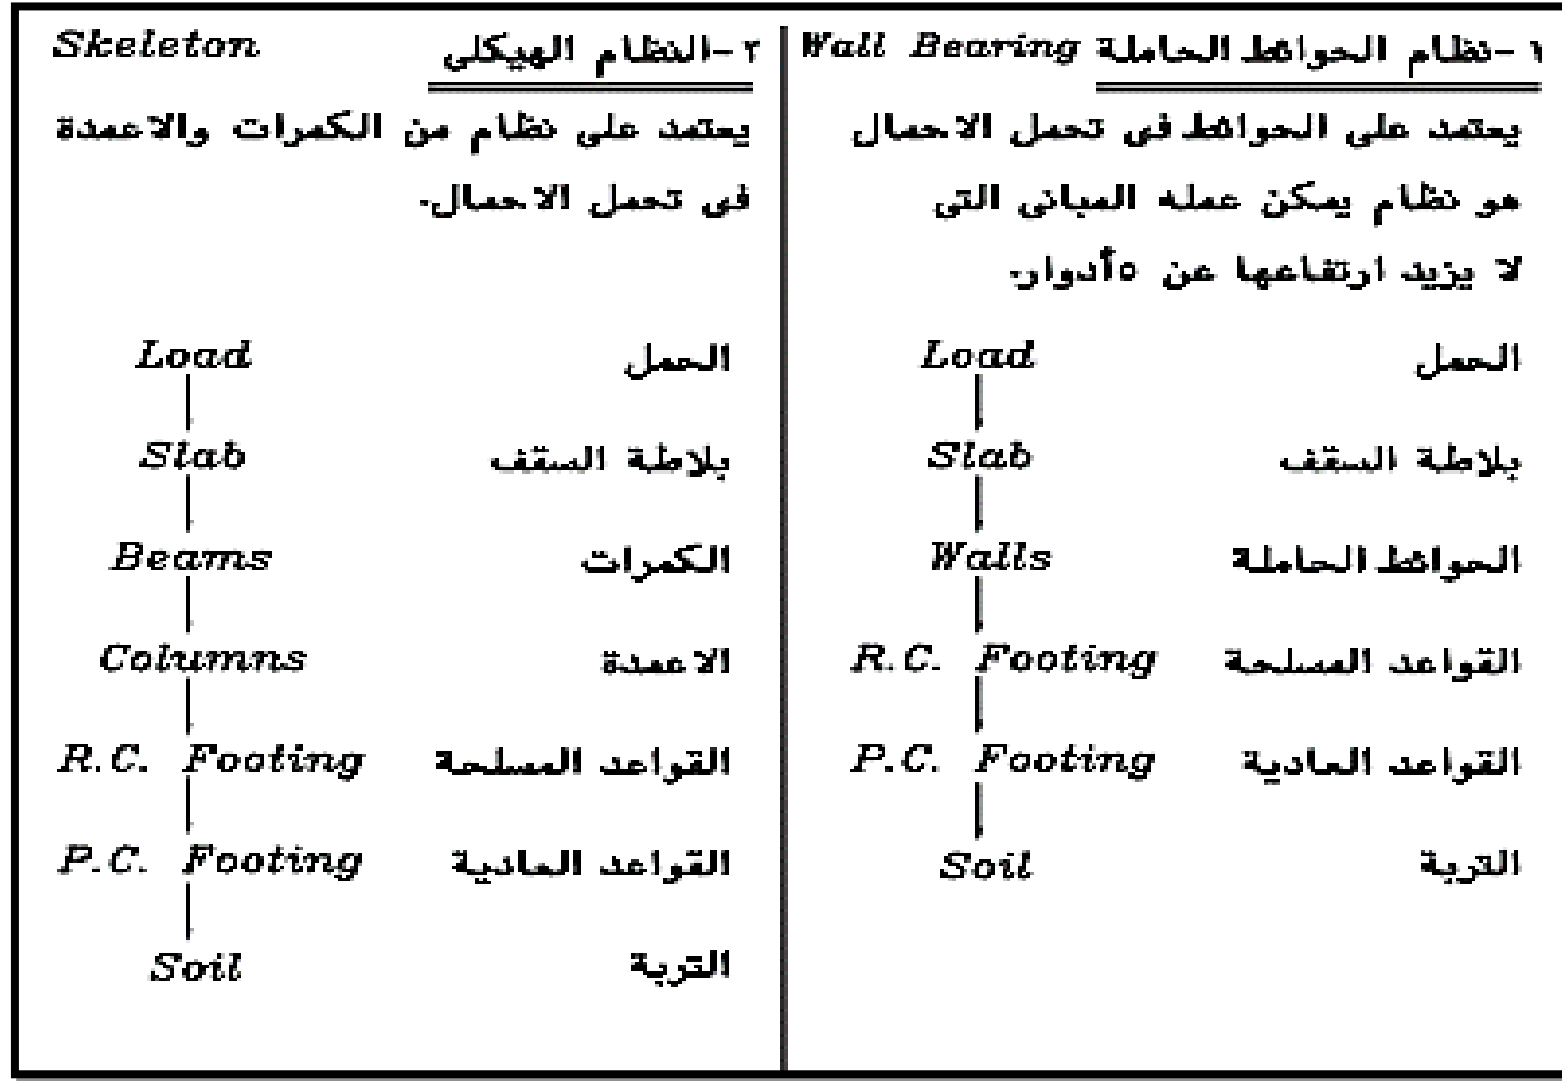 ١-نظام الحوائط الحاملة Wall Bearing
يعتمد على الحوائط فى تحمل الاحمال
هو نظام يمكن عمله المبانى التى
لا يزيد ارتفاعها عن ٥أدوار.
الحمل Load
بلاطة السقف Slab
الحوائط الحاملة Walls
القواعد المسلحة R.C. Footing
القواعد العادية P.C. Footing
التربة Soil
٢-النظام الهيكلى Skeleton
يعتمد على نظام من الكمرات والاعمدة
فى تحمل الاحمال.
الحمل Load
بلاطة السقف Slab
الكمرات Beams
الاعمدة Columns
القواعد المسلحة R.C. Footing
القواعد العادية P.C. Footing
التربة Soil